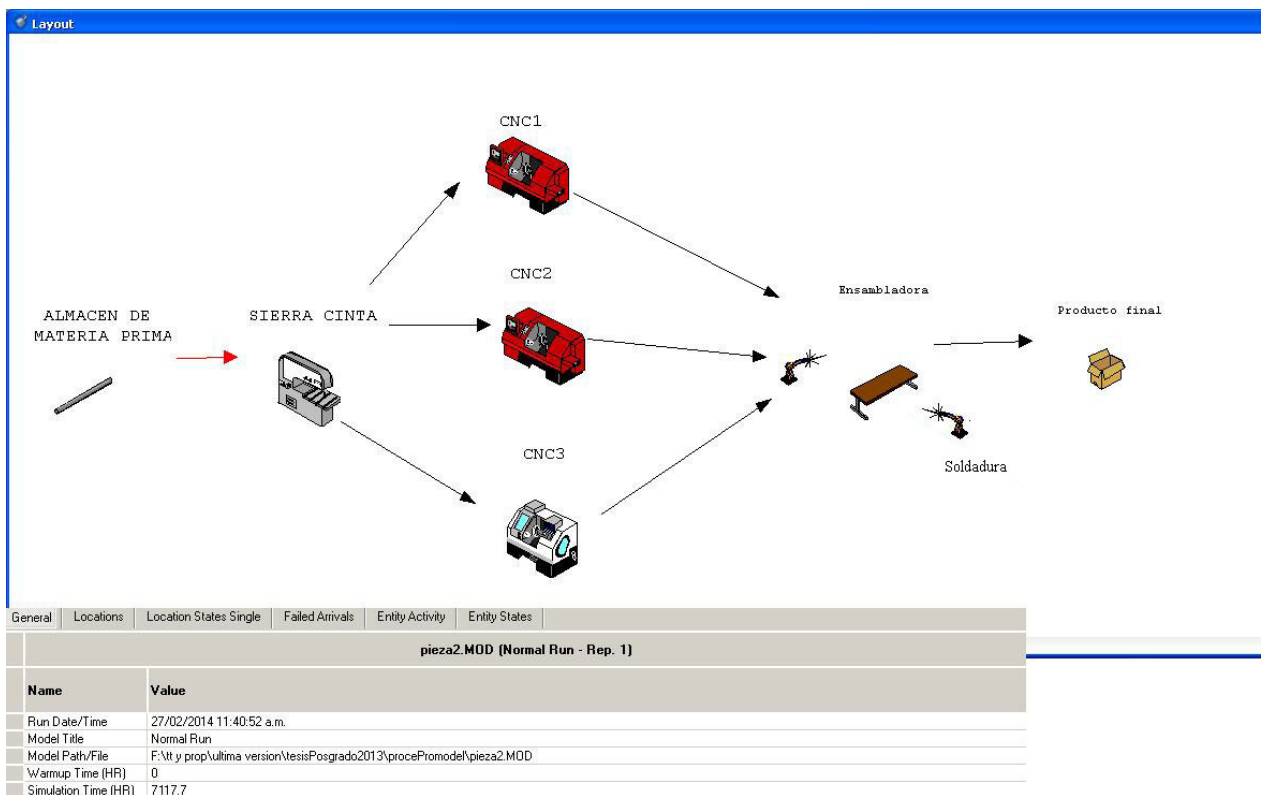 Layout
CNC1
CNC2
Ensambladora
ALMACEN DE
MATERIA PRIMA
SIERRA CINTA
Producto final
CNC3
Soldadura
General Locations Location States Single Failed Arrivals Entity Activity Entity States
pieza2.MOD (Normal Run - Rep. 1)
Name Value
Run Date/Time 27/02/2014 11:40:52 a.m.
Model Title Normal Run
Model Path/File F:\tt y prop\ultima version\tesisPosgrado2013\procePromodel\pieza2.MOD
Warmup Time (HR) 0
Simulation Time (HR) 7117.7